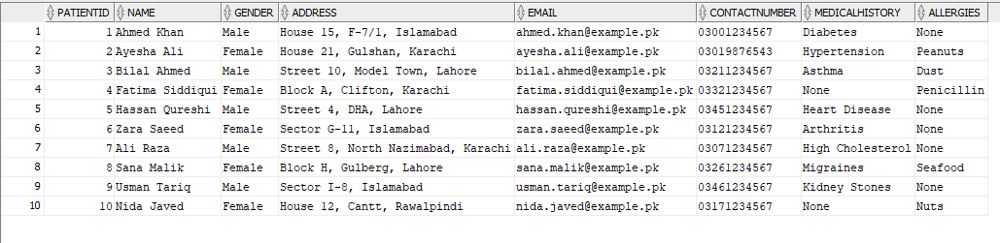 PATIENTID NAME GENDER ADDRESS EMAIL CONTACTNUMBER MEDICALHISTORY ALLERGIES
1 1 Ahmed Khan Male House 15, F-7/1, Islamabad ahmed.khan@example.pk 03001234567 Diabetes None
2 2 Ayesha Ali Female House 21, Gulshan, Karachi ayesha.ali@example.pk 03019876543 Hypertension Peanuts
3 3 Bilal Ahmed Male Street 10, Model Town, Lahore bilal.ahmed@example.pk 03211234567 Asthma Dust
4 4 Fatima Siddiqui Female Block A, Clifton, Karachi fatima.siddiqui@example.pk 03321234567 None Penicillin
5 5 Hassan Qureshi Male Street 4, DHA, Lahore hassan.qureshi@example.pk 03451234567 Heart Disease None
6 6 Zara Saeed Female Sector G-11, Islamabad zara.saeed@example.pk 03121234567 Arthritis None
7 7 Ali Raza Male Street 8, North Nazimabad, Karachi ali.raza@example.pk 03071234567 High Cholesterol None
8 8 Sana Malik Female Block H, Gulberg, Lahore sana.malik@example.pk 03261234567 Migraines Seafood
9 9 Usman Tariq Male Sector I-8, Islamabad usman.tariq@example.pk 03461234567 Kidney Stones None
10 10 Nida Javed Female House 12, Cantt, Rawalpindi nida.javed@example.pk 03171234567 None Nuts